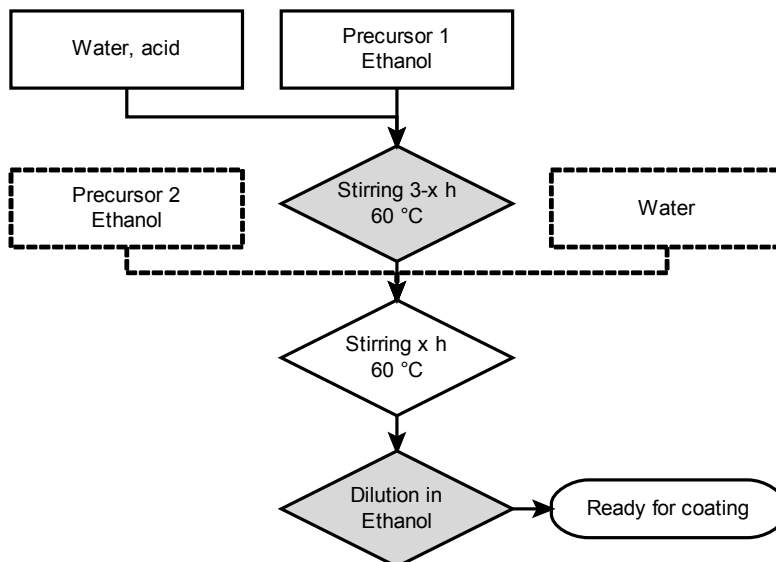 Water, acid
Precursor 1
Ethanol
Stirring 3-x h
60 °C
Precursor 2
Ethanol
Water
Stirring x h
60 °C
Dilution in
Ethanol
Ready for coating